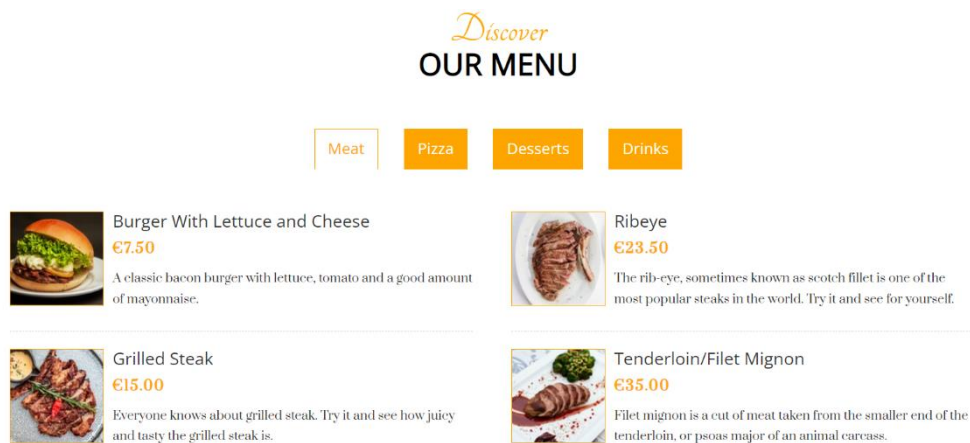 Discover
OUR MENU
Meat
Pizza
Desserts
Drinks
Burger With Lettuce and Cheese
€7.50
A classic bacon burger with lettuce, tomato and a good amount
of mayonnaise.
Ribeye
€23.50
The rib-eye, sometimes known as scotch fillet is one of the
most popular steaks in the world. Try it and see for yourself.
Grilled Steak
€15.00
Everyone knows about grilled steak. Try it and see how juicy
and tasty the grilled steak is.
Tenderloin/Filet Mignon
€35.00
Filet mignon is a cut of meat taken from the smaller end of the
tenderloin, or psoas major of an animal carcass.